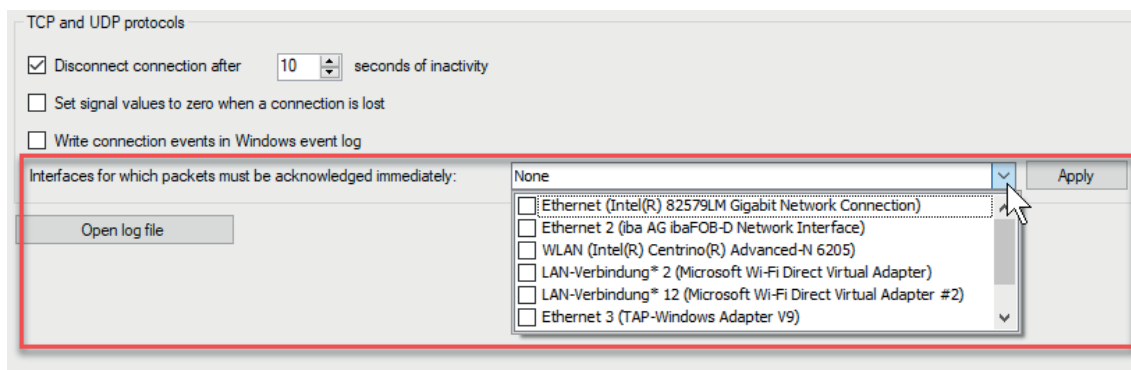 TCP and UDP protocols
Disconnect connection after 10 seconds of inactivity
Set signal values to zero when a connection is lost
Write connection events in Windows event log
Interfaces for which packets must be acknowledged immediately: None Apply
Open log file
Ethernet (Intel(R) 82579LM Gigabit Network Connection)
Ethernet 2 (iba AG ibaFOB-D Network Interface)
WLAN (Intel(R) Centrino(R) Advanced-N 6205)
LAN-Verbindung* 2 (Microsoft Wi-Fi Direct Virtual Adapter)
LAN-Verbindung* 12 (Microsoft Wi-Fi Direct Virtual Adapter #2)
Ethernet 3 (TAP-Windows Adapter V9)